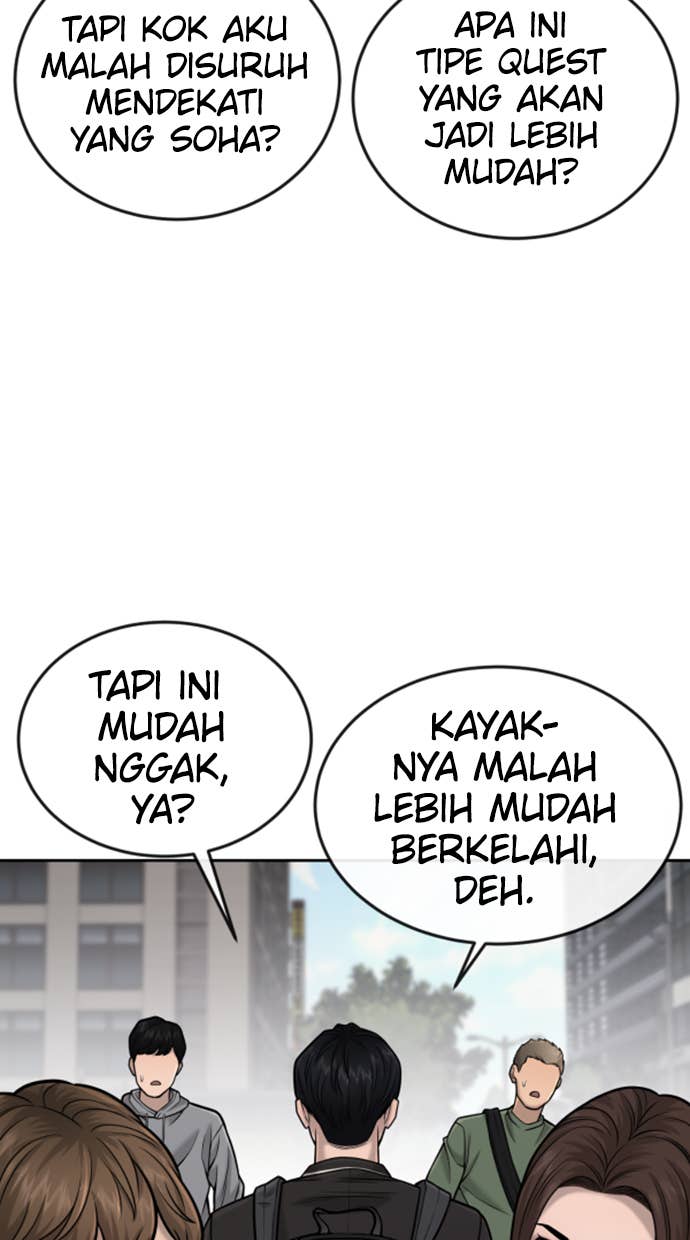 TAPI KOK AKU
MALAH DISURUH
MENDEKATI
YANG SOHA?
APA INI
TIPE QUEST
YANG AKAN
JADI LEBIH
MUDAH?
TAPI INI
MUDAH
NGGAK,
YA?
KAYAK-
NYA MALAH
LEBIH MUDAH
BERKELAHI,
DEH.